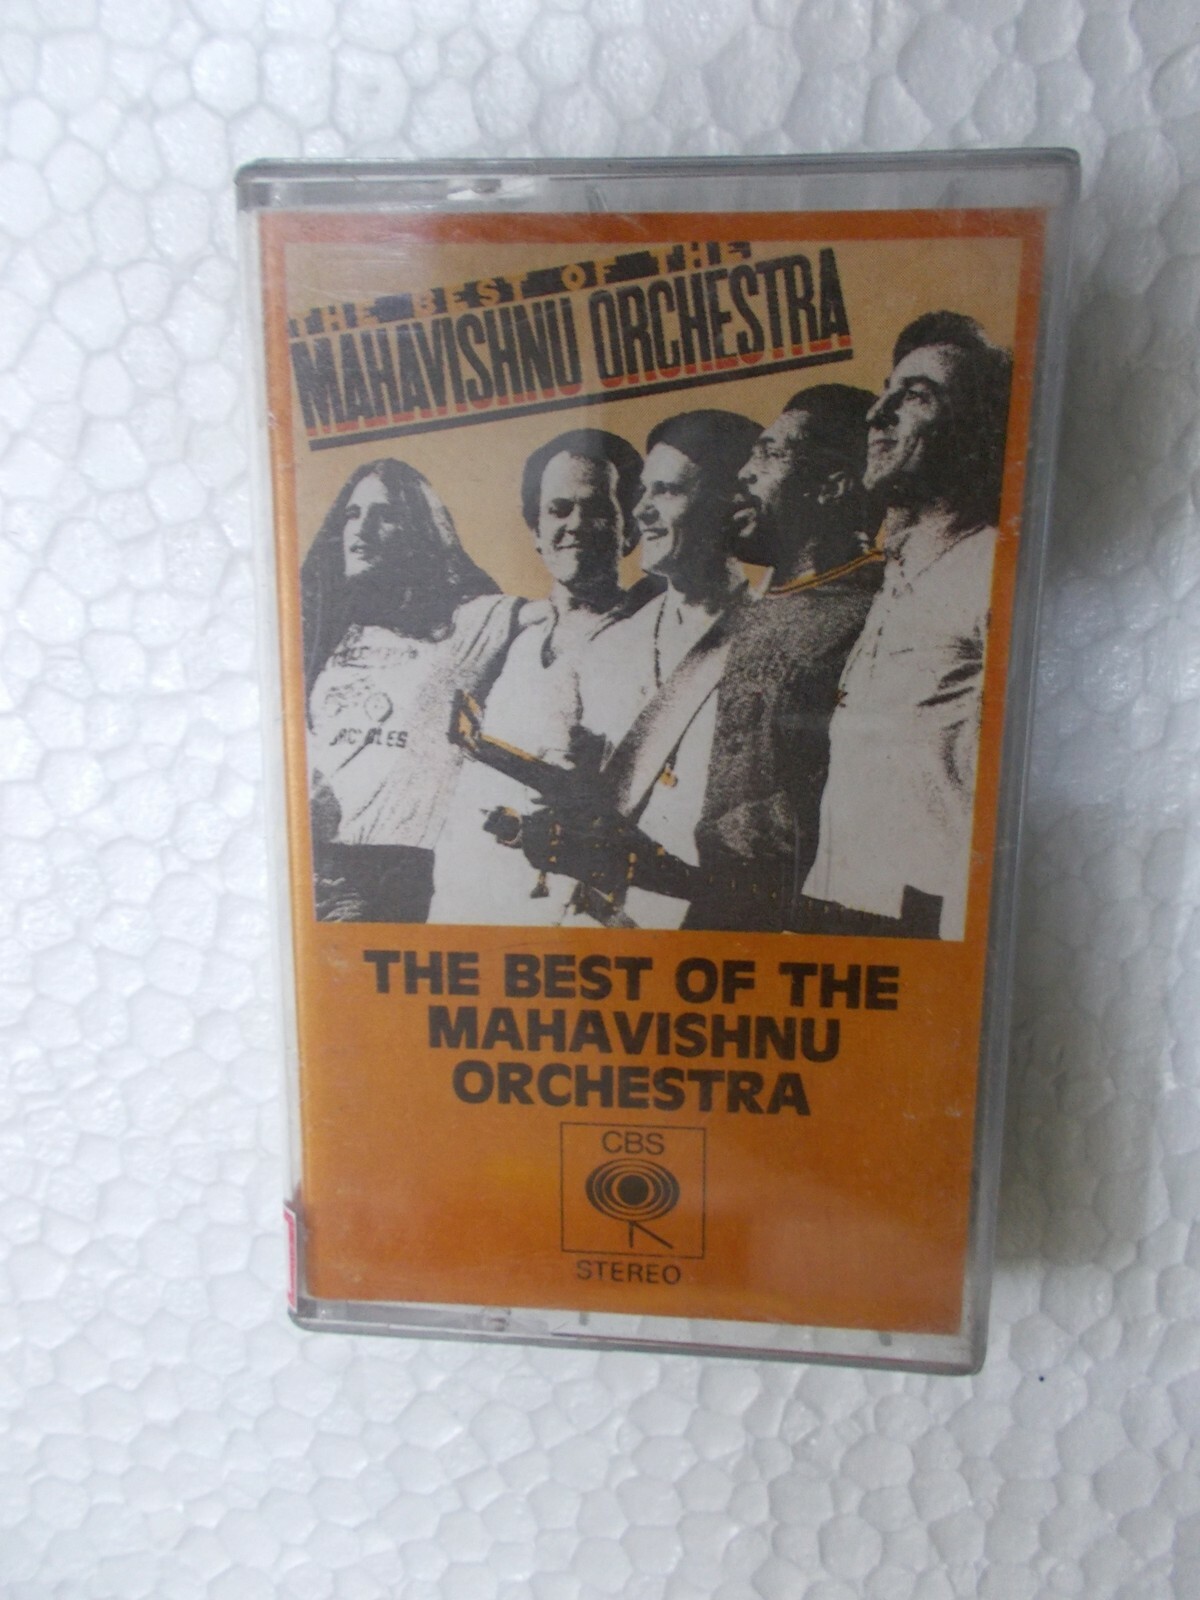 THE BEST OF THE
MAHAVISHNU ORCHESTRA
THE BEST OF THE
MAHAVISHNU
ORCHESTRA
CBS
STEREO